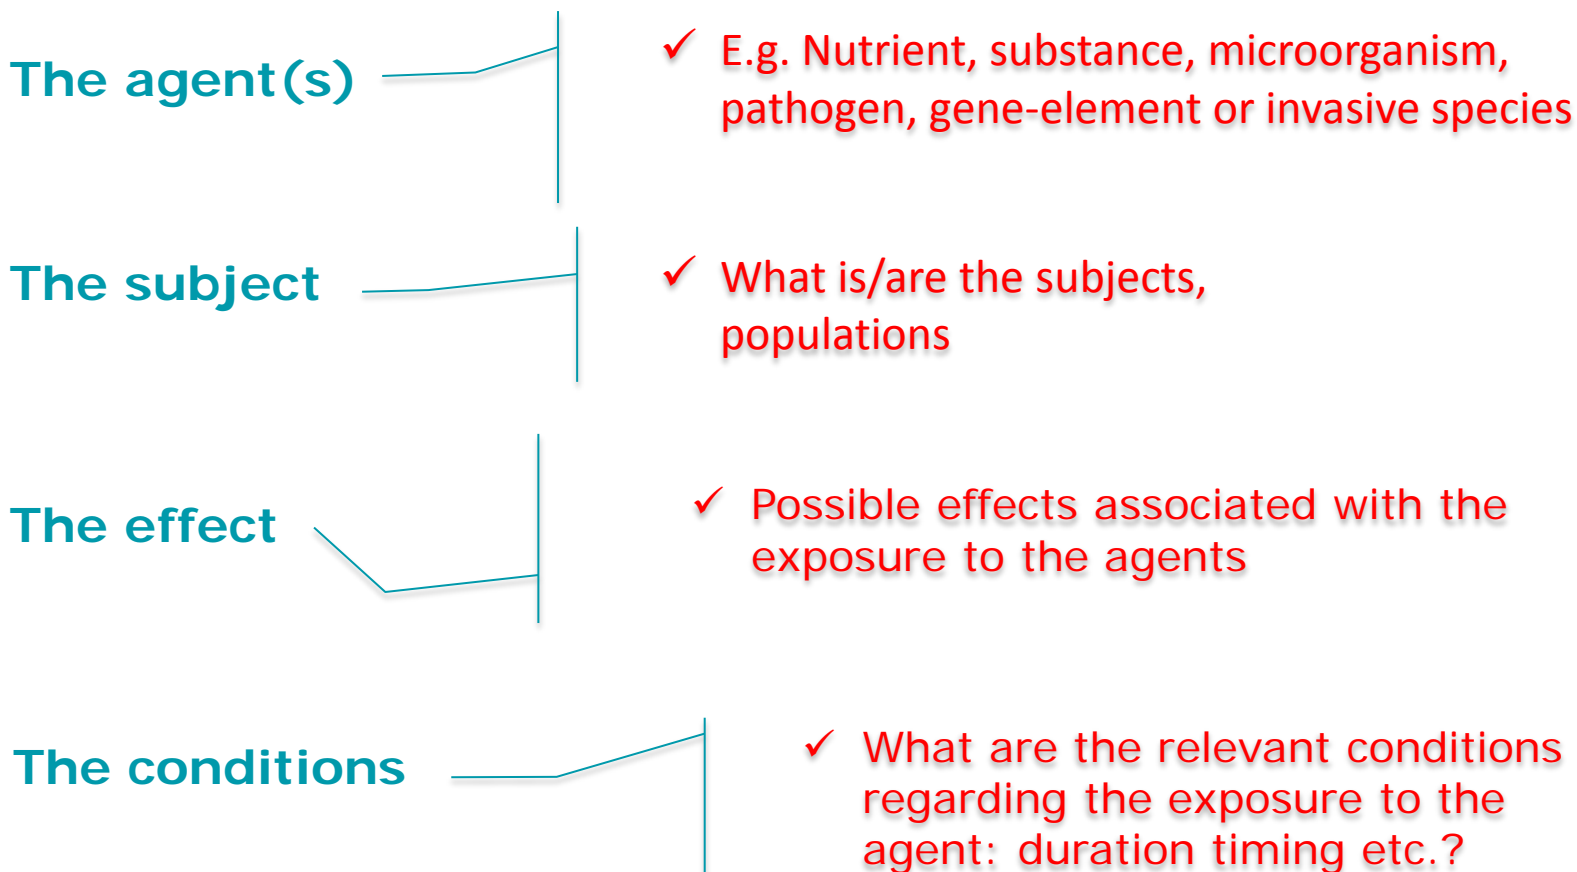 The agent(s)
✓ E.g. Nutrient, substance, microorganism,
pathogen, gene-element or invasive species
The subject
✓ What is/are the subjects,
populations
The effect
✓ Possible effects associated with the
exposure to the agents
The conditions
✓ What are the relevant conditions
regarding the exposure to the
agent: duration timing etc.?